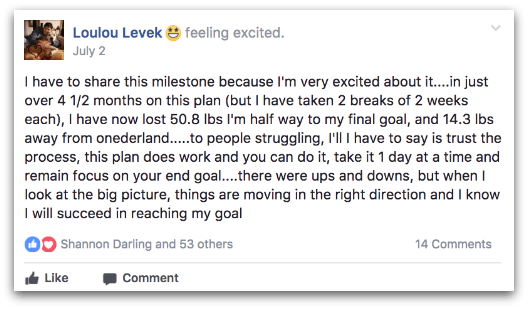 Loulou Levek 😀 feeling excited.
July 2
I have to share this milestone because I'm very excited about it....in just
over 4 1/2 months on this plan (but I have taken 2 breaks of 2 weeks
each), I have now lost 50.8 lbs I'm half way to my final goal, and 14.3 lbs
away from onederland.....to people struggling, I'll I have to say is trust the
process, this plan does work and you can do it, take it 1 day at a time and
remain focus on your end goal....there were ups and downs, but when I
look at the big picture, things are moving in the right direction and I know
I will succeed in reaching my goal
Shannon Darling and 53 others 14 Comments
Like Comment